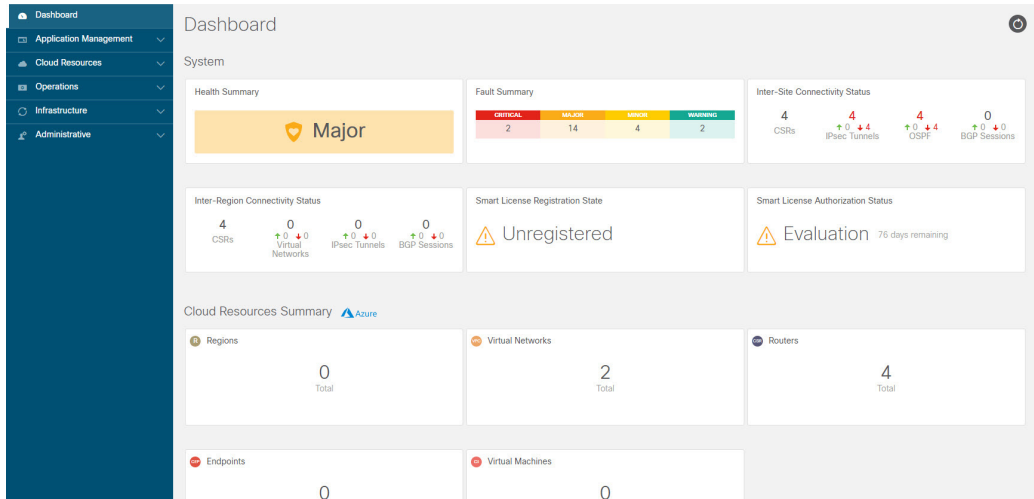 Dashboard
Application Management
Cloud Resources
Operations
Infrastructure
Administrative
Dashboard
System
Health Summary
Major
Fault Summary
CRITICAL MAJOR MINOR WARNING
2 14 4 2
Inter-Site Connectivity Status
4 4 4 0
CSRs ↑ 0 ↓ 4 ↑ 0 ↓ 4 ↑ 0 ↓ 0
IPsec Tunnels OSPF BGP Sessions
Inter-Region Connectivity Status
4 0 0 0
CSRs ↑ 0 ↓ 0 ↑ 0 ↓ 0 ↑ 0 ↓ 0
Virtual IPsec Tunnels BGP Sessions
Networks
Smart License Registration State
Unregistered
Smart License Authorization Status
Evaluation 76 days remaining
Cloud Resources Summary Azure
R Regions
0
Total
VPC Virtual Networks
2
Total
CSR Routers
4
Total
CEP Endpoints
0
Virtual Machines
0